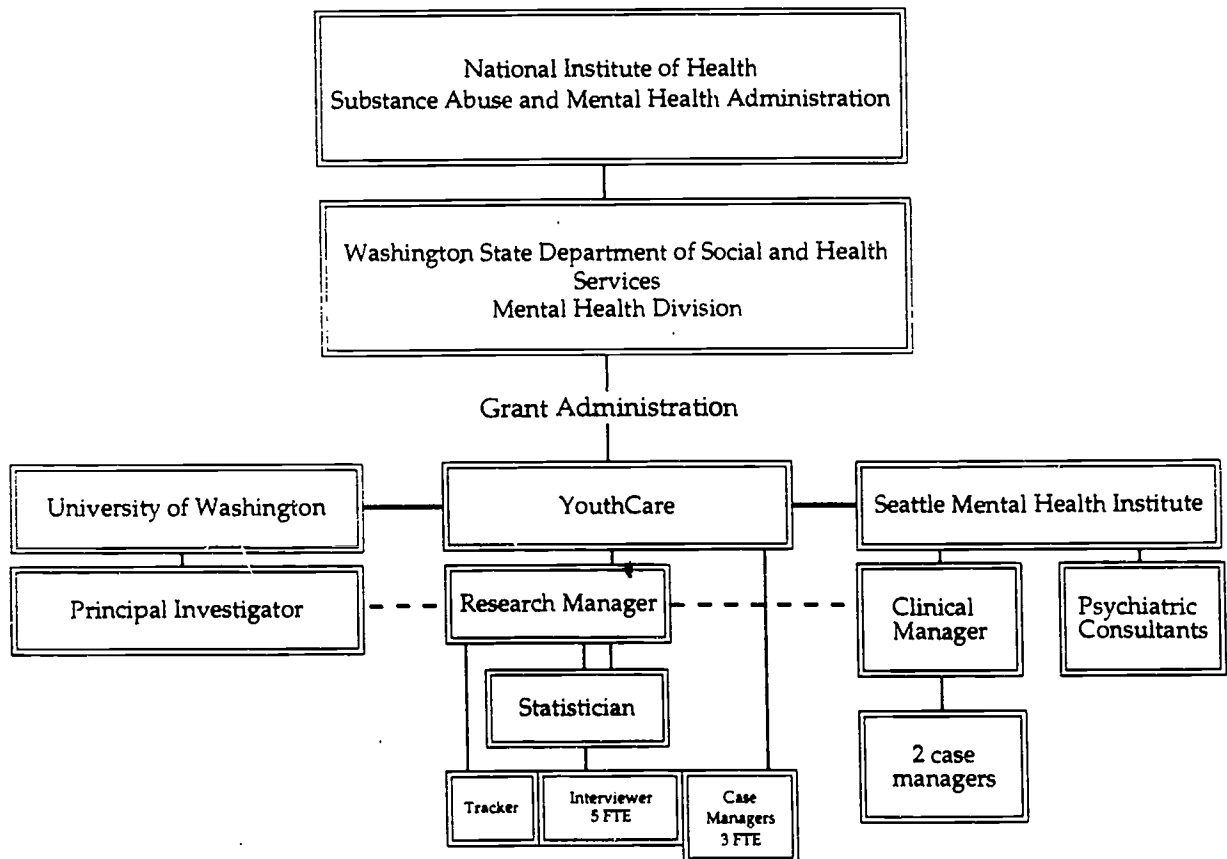 National Institute of Health
Substance Abuse and Mental Health Administration
Washington State Department of Social and Health
Services
Mental Health Division
Grant Administration
University of Washington
YouthCare
Seattle Mental Health Institute
Principal Investigator
Research Manager
Clinical
Manager
Psychiatric
Consultants
Statistician
2 case
managers
Tracker
Interviewer
5 FTE
Case
Managers
3 FTE